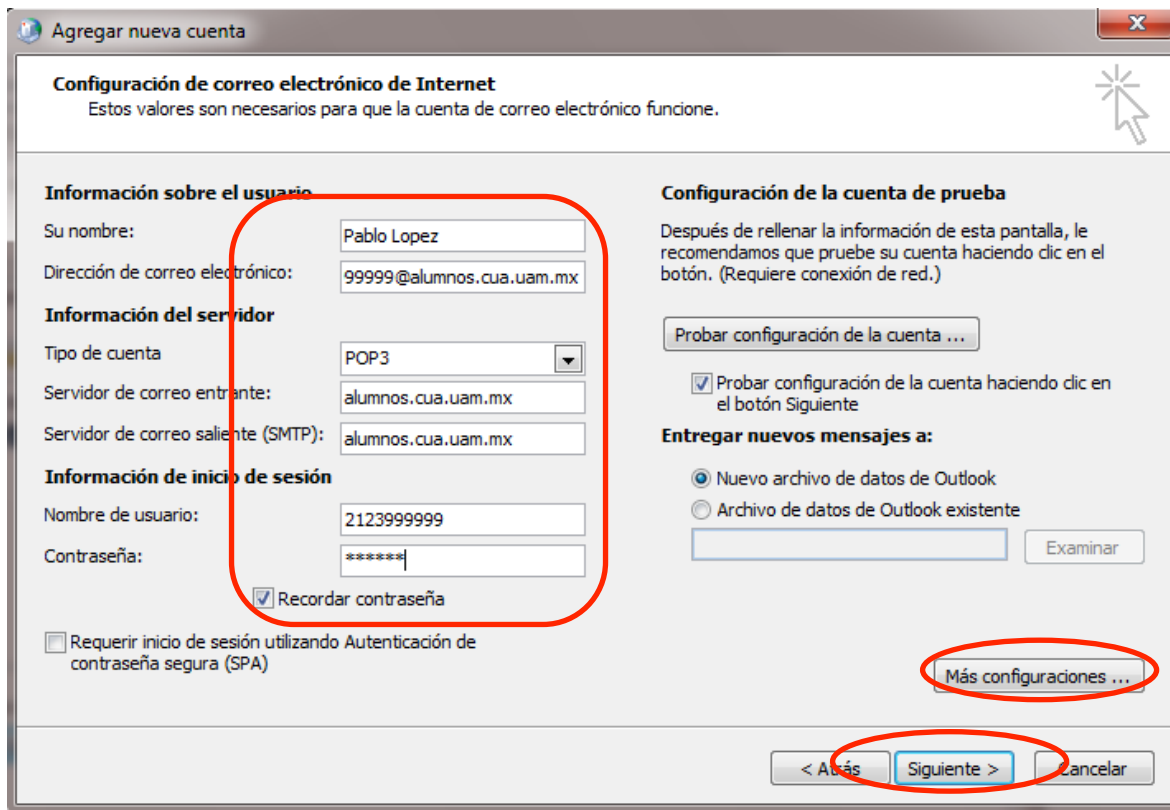 Agregar nueva cuenta
X
Configuración de correo electrónico de Internet
Estos valores son necesarios para que la cuenta de correo electrónico funcione.
Información sobre el usuario
Su nombre: Pablo Lopez
Dirección de correo electrónico: 99999@alumnos.cua.uam.mx
Información del servidor
Tipo de cuenta POP3
Servidor de correo entrante: alumnos.cua.uam.mx
Servidor de correo saliente (SMTP): alumnos.cua.uam.mx
Información de inicio de sesión
Nombre de usuario: 2123999999
Contraseña: ******
Recordar contraseña
Requerir inicio de sesión utilizando Autenticación de
contraseña segura (SPA)
Configuración de la cuenta de prueba
Después de rellenar la información de esta pantalla, le
recomendamos que pruebe su cuenta haciendo clic en el
botón. (Requiere conexión de red.)
Probar configuración de la cuenta ...
Probar configuración de la cuenta haciendo clic en
el botón Siguiente
Entregar nuevos mensajes a:
Nuevo archivo de datos de Outlook
Archivo de datos de Outlook existente
Examinar
Más configuraciones ...
< Atrás Siguiente > Cancelar